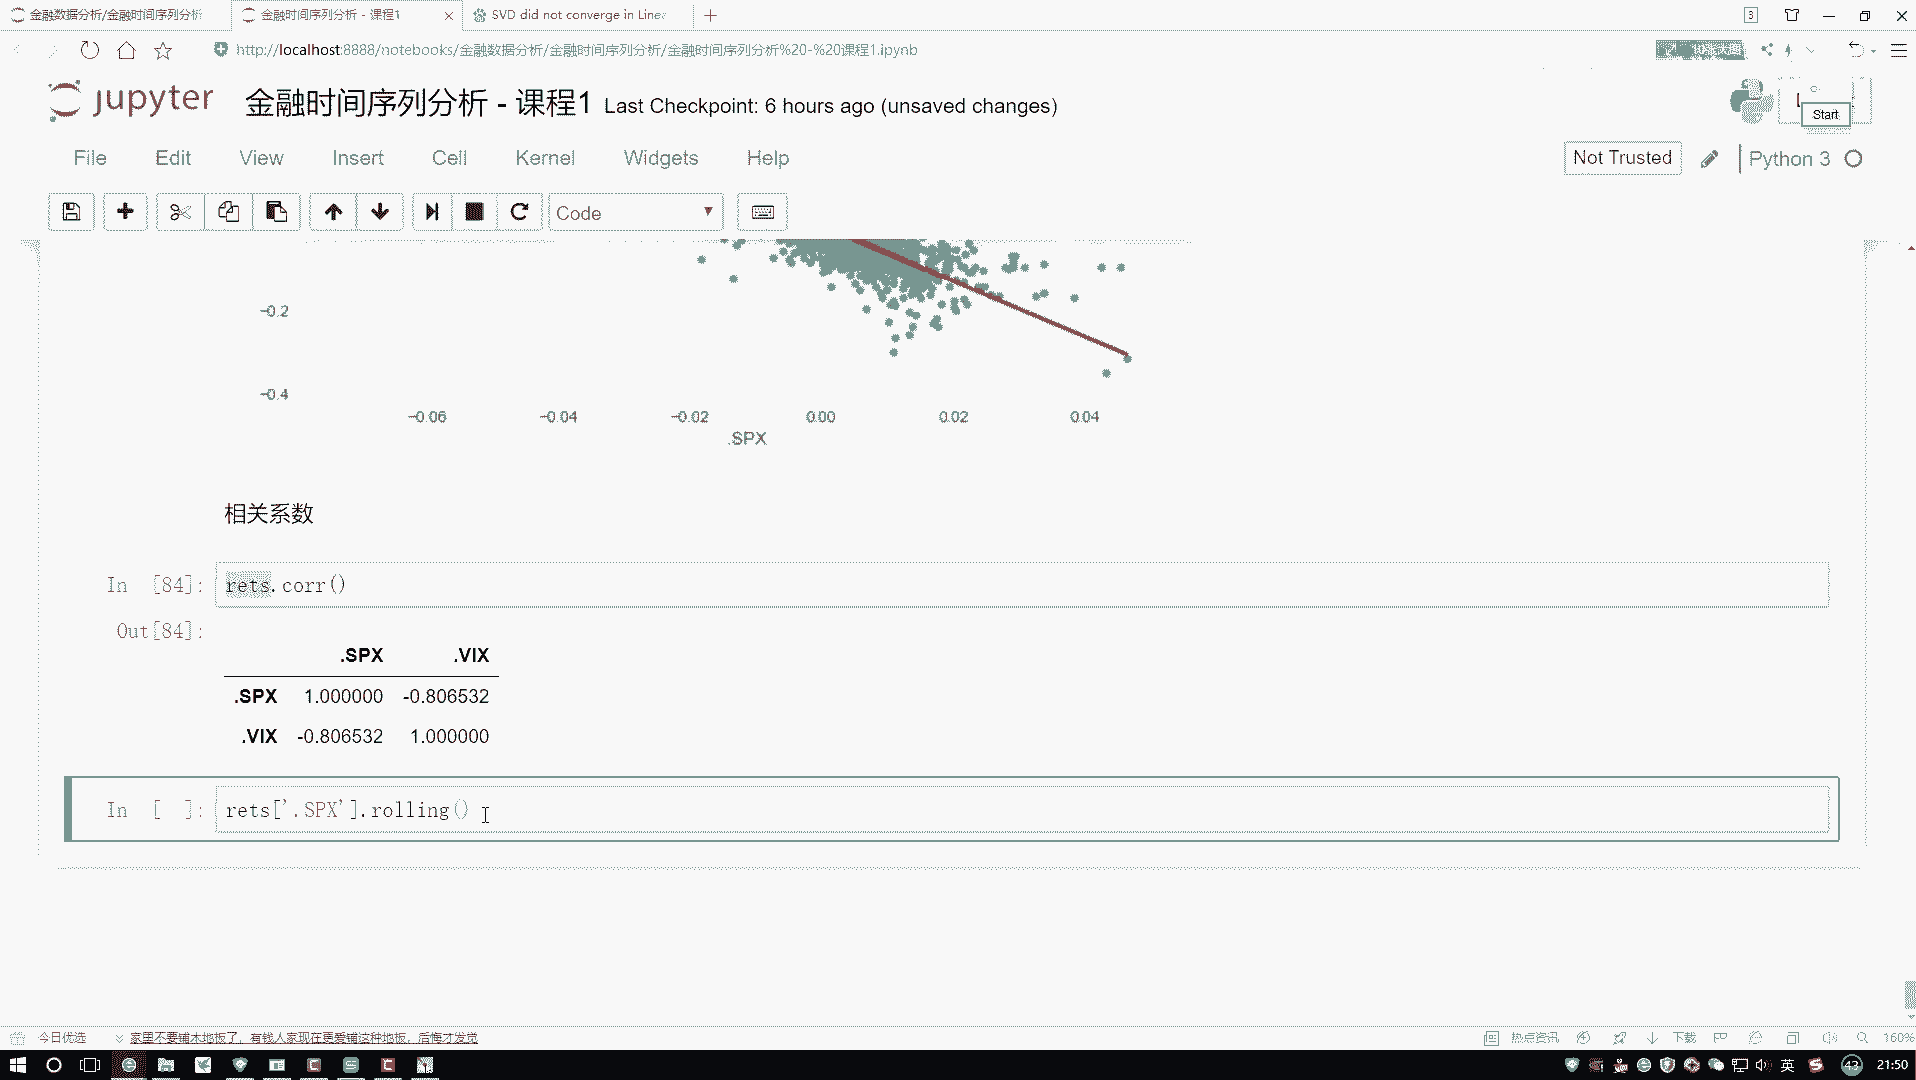 金融数据分析/金融时间序列分析
金融时间序列分析 - 课程1
SVD did not converge in Linea
3
http://localhost:8888/notebooks/金融数据分析/金融时间序列分析/金融时间序列分析%20-%20课程1.ipynb
jupyter
金融时间序列分析 - 课程1
Last Checkpoint: 6 hours ago (unsaved changes)
Start
File Edit View Insert Cell Kernel Widgets Help
Not Trusted
Python 3
Code
−0.2
−0.4
−0.06 −0.04 −0.02 0.00 0.02 0.04
.SPX
相关系数
In [84]: rets.corr()
Out[84]:
.SPX .VIX
.SPX 1.000000 -0.806532
.VIX -0.806532 1.000000
In [ ]: rets['.SPX'].rolling()
今日优选
家里不要铺木地板了，有钱人家现在更爱铺这种地板，后悔才发觉
热点资讯
下载
160%
英
43
21:50